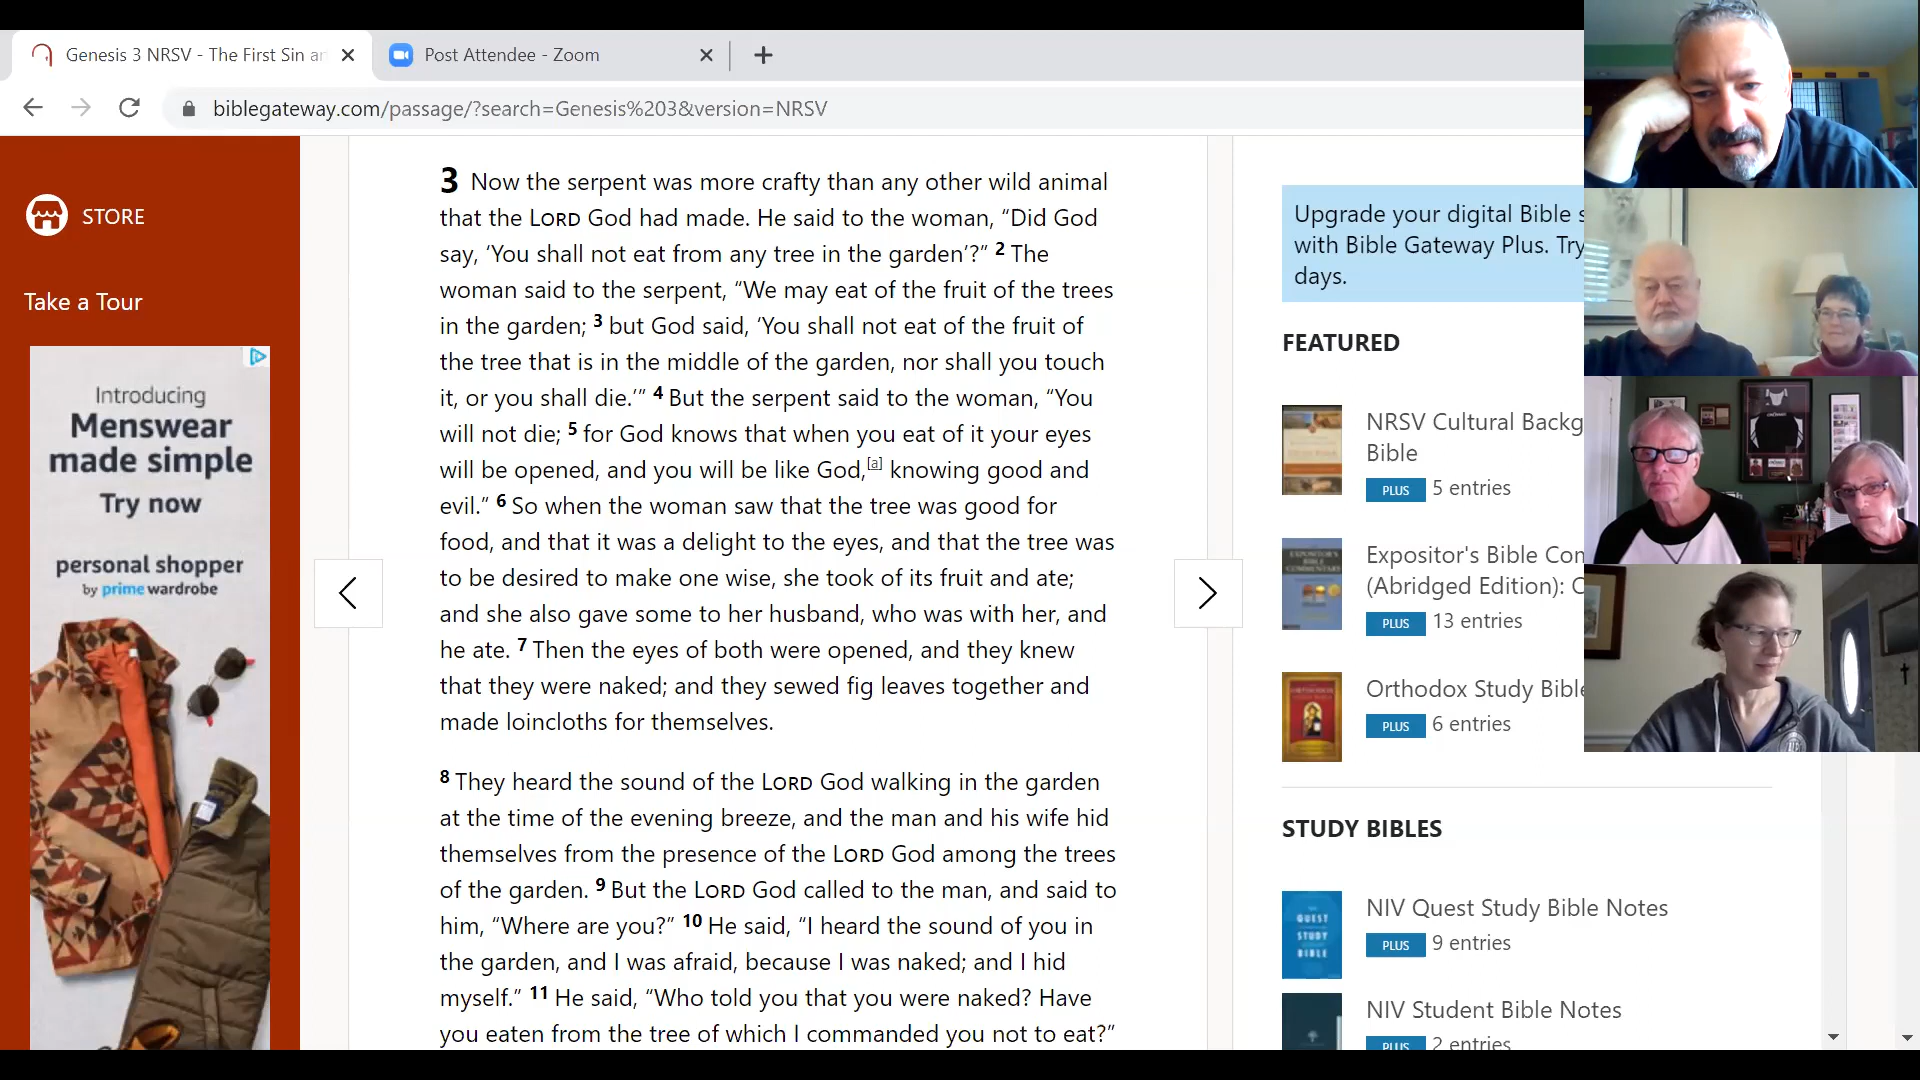 Genesis 3 NRSV - The First Sin an
Post Attendee - Zoom
biblegateway.com/passage/?search=Genesis%203&version=NRSV
STORE
Take a Tour
Introducing
Menswear
made simple
Try now
personal shopper
by prime wardrobe
3 Now the serpent was more crafty than any other wild animal
that the LORD God had made. He said to the woman, “Did God
say, ‘You shall not eat from any tree in the garden’?” 2 The
woman said to the serpent, “We may eat of the fruit of the trees
in the garden; 3 but God said, ‘You shall not eat of the fruit of
the tree that is in the middle of the garden, nor shall you touch
it, or you shall die.’” 4 But the serpent said to the woman, “You
will not die; 5 for God knows that when you eat of it your eyes
will be opened, and you will be like God,[a] knowing good and
evil.” 6 So when the woman saw that the tree was good for
food, and that it was a delight to the eyes, and that the tree was
to be desired to make one wise, she took of its fruit and ate;
and she also gave some to her husband, who was with her, and
he ate. 7 Then the eyes of both were opened, and they knew
that they were naked; and they sewed fig leaves together and
made loincloths for themselves.
8 They heard the sound of the LORD God walking in the garden
at the time of the evening breeze, and the man and his wife hid
themselves from the presence of the LORD God among the trees
of the garden. 9 But the LORD God called to the man, and said to
him, “Where are you?” 10 He said, “I heard the sound of you in
the garden, and I was afraid, because I was naked; and I hid
myself.” 11 He said, “Who told you that you were naked? Have
you eaten from the tree of which I commanded you not to eat?”
Upgrade your digital Bible s
with Bible Gateway Plus. Try
days.
FEATURED
NRSV Cultural Backg
Bible
PLUS 5 entries
Expositor's Bible Con
(Abridged Edition): O
PLUS 13 entries
Orthodox Study Bible
PLUS 6 entries
STUDY BIBLES
QUEST
STUDY
BIBLE
NIV Quest Study Bible Notes
PLUS 9 entries
NIV Student Bible Notes
PLUS 2 entries